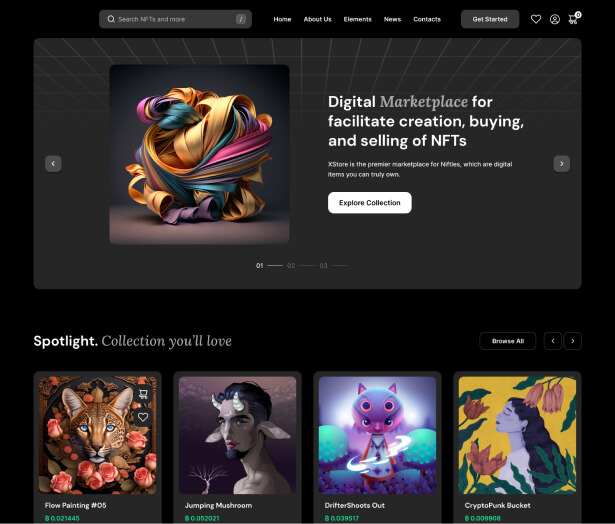 Search NFTs and more /
Home About Us Elements News Contacts
Get Started
0
Digital Marketplace for
facilitate creation, buying,
and selling of NFTs
XStore is the premier marketplace for Nifties, which are digital
items you can truly own.
Explore Collection
01 02 03
Spotlight. Collection you’ll love
Browse All
Flow Painting #05
B 0.021445
Jumping Mushroom
B 0.052021
DrifterShoots Out
B 0.039517
CryptoPunk Bucket
B 0.009908